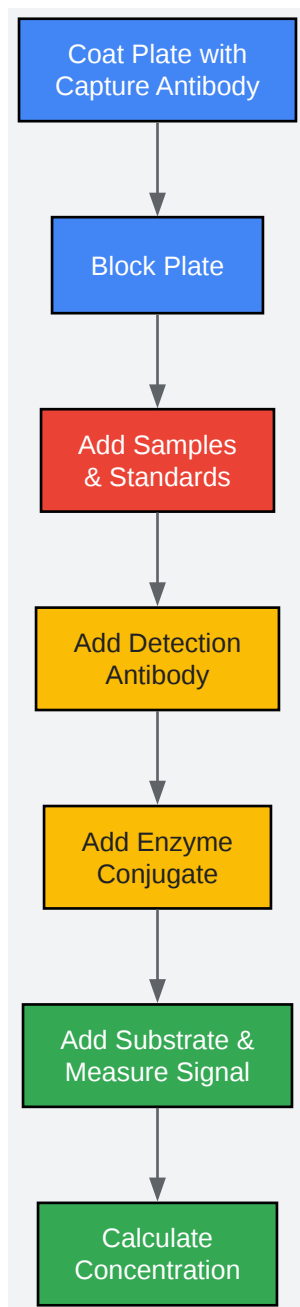 Coat Plate with
Capture Antibody
Block Plate
Add Samples
& Standards
Add Detection
Antibody
Add Enzyme
Conjugate
Add Substrate &
Measure Signal
Calculate
Concentration